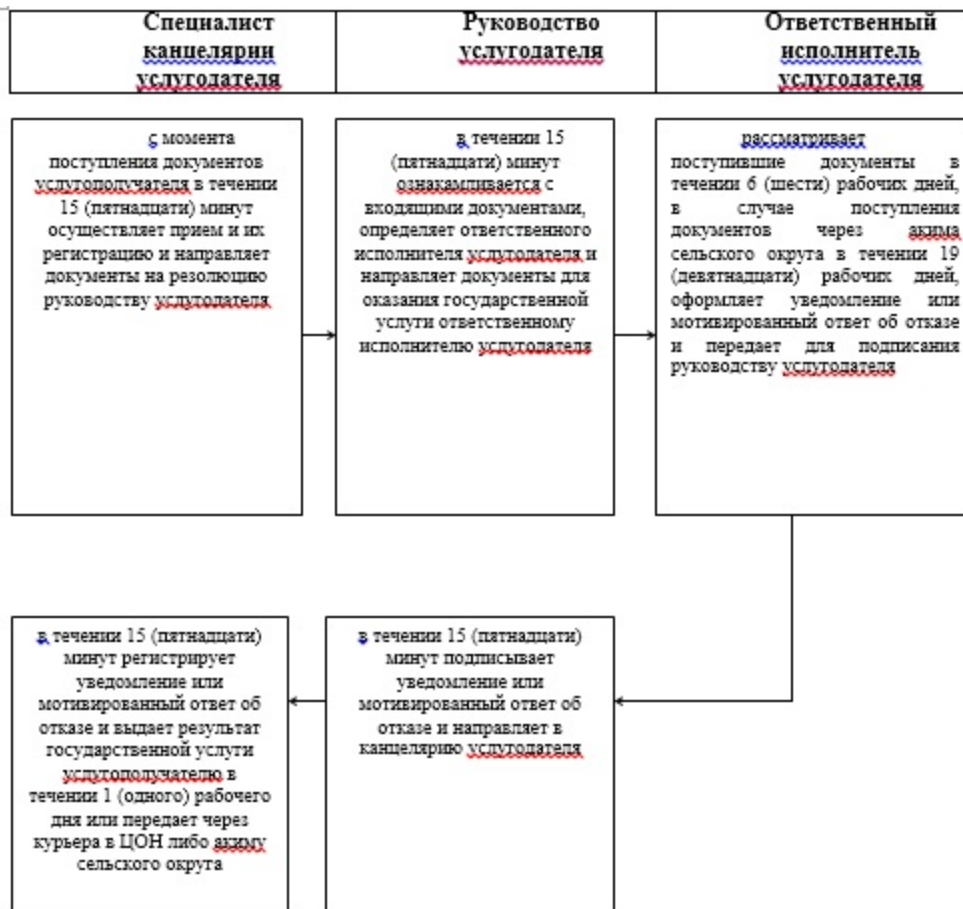 Специалист
канцелярии
услугодателя
Руководство
услугодателя
Ответственный
исполнитель
услугодателя
с момента
поступления документов
услугополучателя в течении
15 (пятнадцати) минут
осуществляет прием и их
регистрацию и направляет
документы на резолюцию
руководству услугодателя
в течении 15
(пятнадцати) минут
ознакамливается с
входящими документами,
определяет ответственного
исполнителя услугодателя и
направляет документы для
оказания государственной
услуги ответственному
исполнителю услугодателя
рассматривает
поступившие документы в
течении 6 (шести) рабочих дней,
в случае поступления
документов через акима
сельского округа в течении 19
(девятнадцати) рабочих дней,
оформляет уведомление или
мотивированный ответ об отказе
и передает для подписания
руководству услугодателя
в течении 15 (пятнадцати)
минут регистрирует
уведомление или
мотивированный ответ об
отказе и выдает результат
государственной услуги
услугополучателю в
течении 1 (одного) рабочего
дня или передает через
курьера в ЦОН либо акиму
сельского округа
в течении 15 (пятнадцати)
минут подписывает
уведомление или
мотивированный ответ об
отказе и направляет в
канцелярию услугодателя